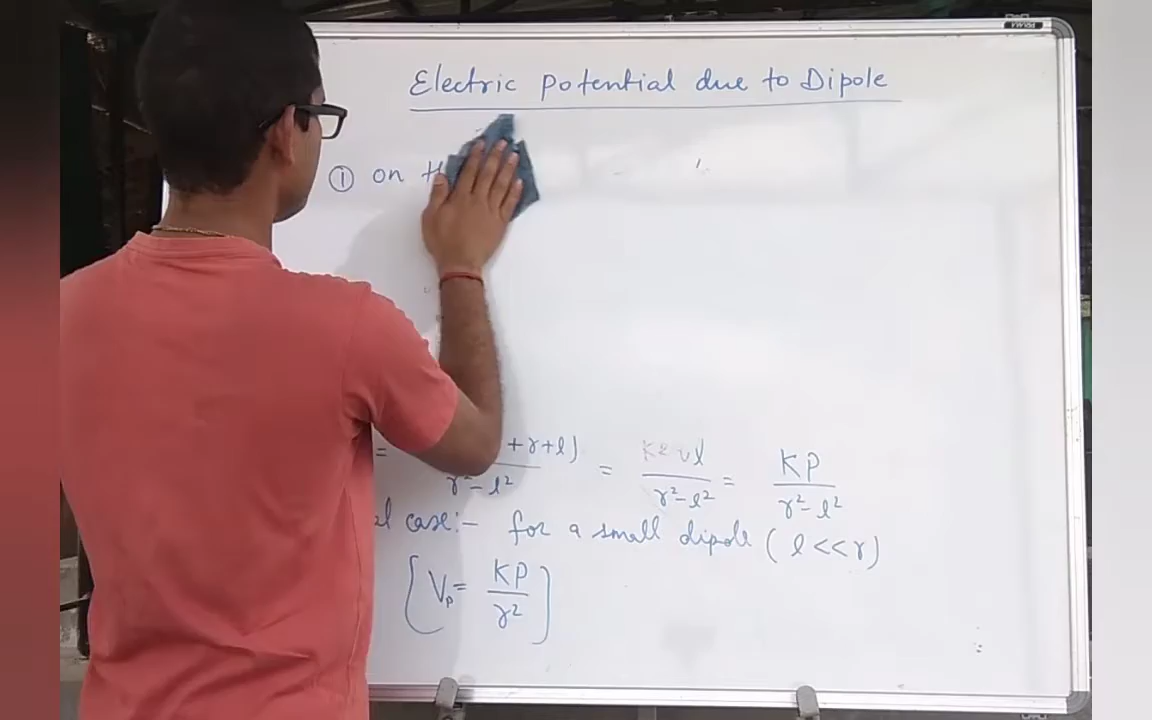 Electric potential due to Dipole
① on
= +r+l) / r²-l² = K2 l / r²-l² = KP / r²-l²
case:- for a small dipole ( l << r)
[ Vp = KP / r² ]